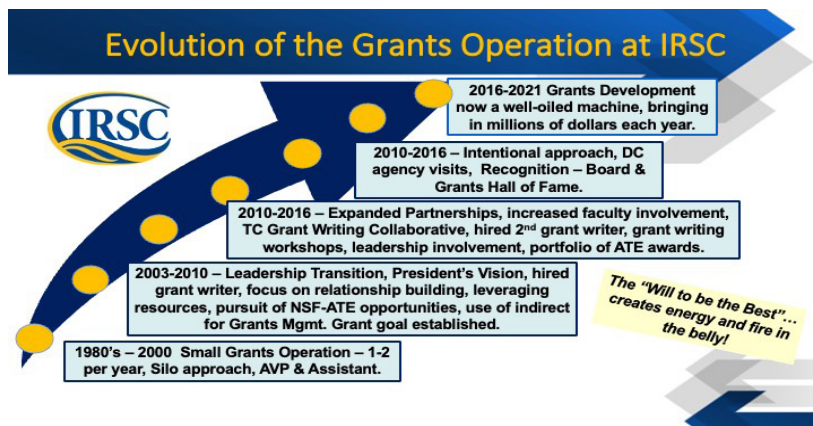 Evolution of the Grants Operation at IRSC
IRSC
2016-2021 Grants Development
now a well-oiled machine, bringing
in millions of dollars each year.
2010-2016 – Intentional approach, DC
agency visits,  Recognition – Board &
Grants Hall of Fame.
2010-2016 – Expanded Partnerships, increased faculty involvement,
TC Grant Writing Collaborative, hired 2nd grant writer, grant writing
workshops, leadership involvement, portfolio of ATE awards.
2003-2010 – Leadership Transition, President's Vision, hired
grant writer, focus on relationship building, leveraging
resources, pursuit of NSF-ATE opportunities, use of indirect
for Grants Mgmt. Grant goal established.
The "Will to be the Best"…
creates energy and fire in
the belly!
1980's – 2000  Small Grants Operation – 1-2
per year, Silo approach, AVP & Assistant.